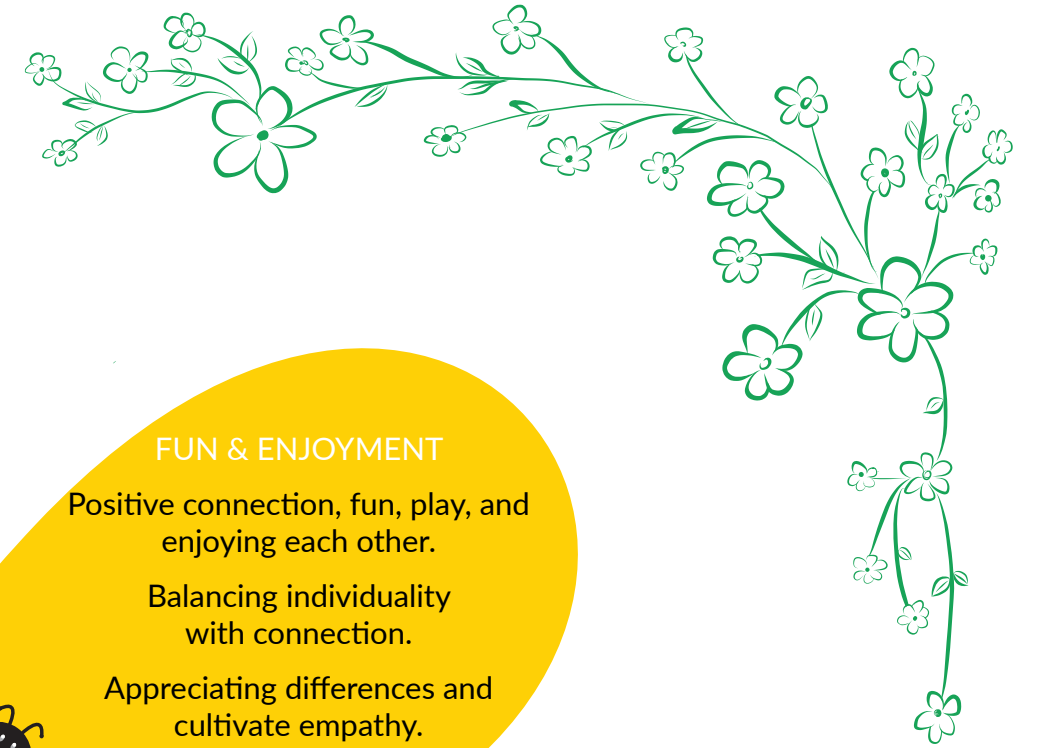 FUN & ENJOYMENT
Positive connection, fun, play, and
enjoying each other.
Balancing individuality
with connection.
Appreciating differences and
cultivate empathy.